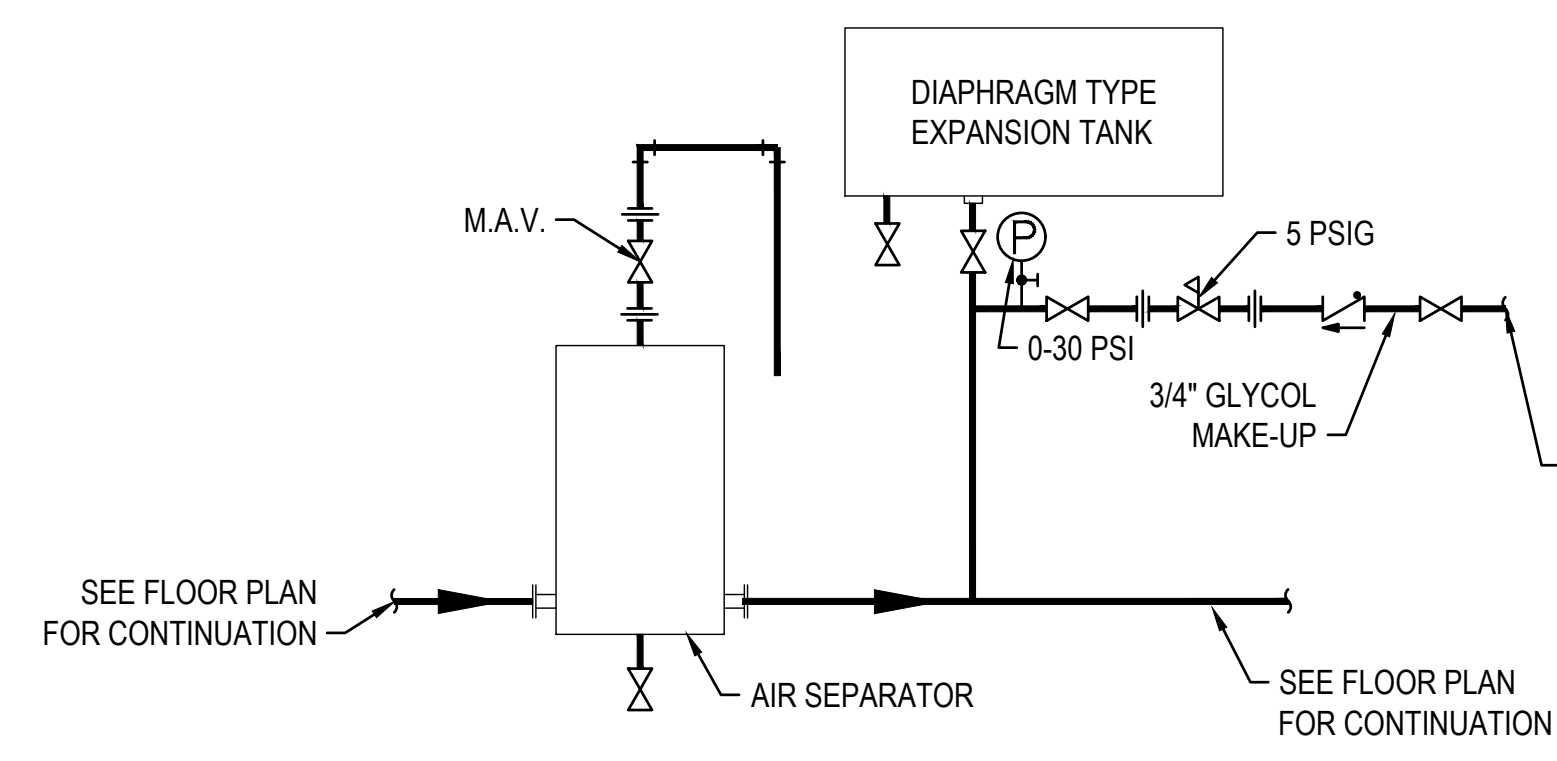 DIAPHRAGM TYPE
EXPANSION TANK
M.A.V.
P
5 PSIG
0-30 PSI
3/4" GLYCOL
MAKE-UP
SEE FLOOR PLAN
FOR CONTINUATION
AIR SEPARATOR
SEE FLOOR PLAN
FOR CONTINUATION